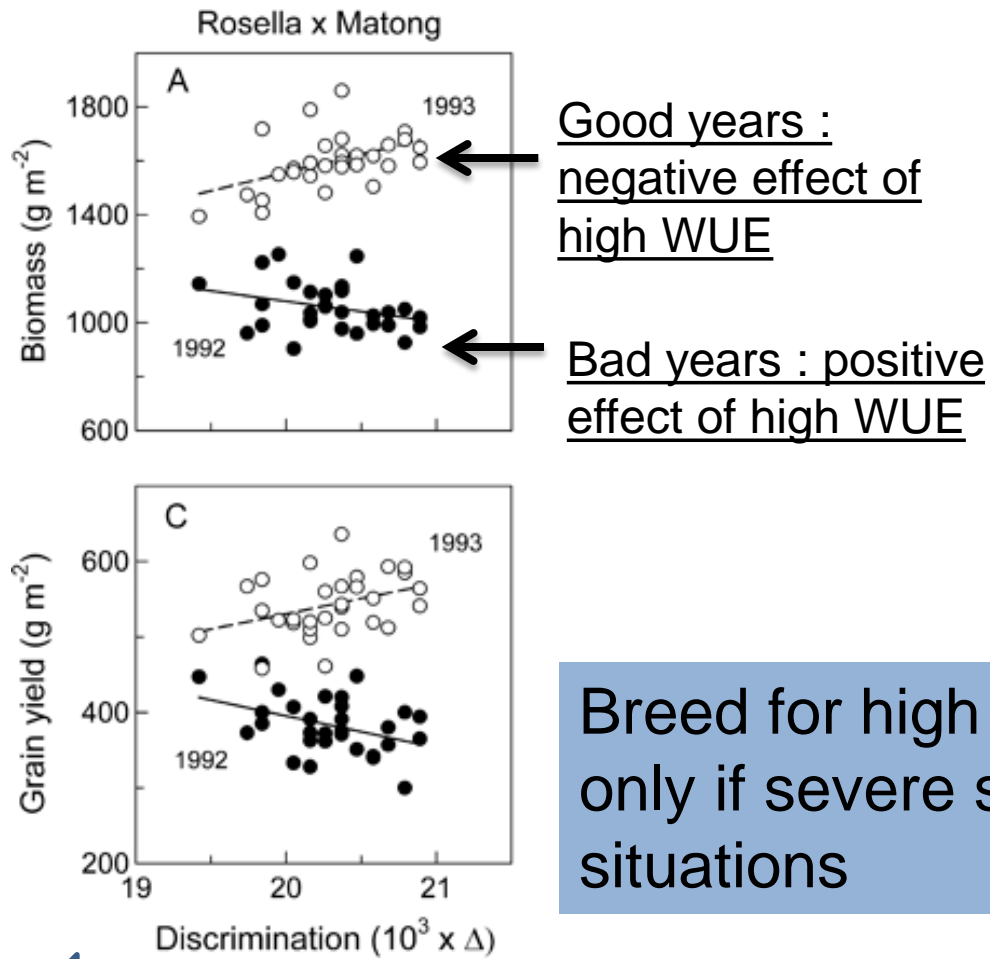 Rosella x Matong
A
1993
1992
1800
1400
1000
600
Biomass (g m⁻²)
Good years :
negative effect of
high WUE
Bad years : positive
effect of high WUE
C
1993
1992
600
400
200
Grain yield (g m⁻²)
19
20
21
Discrimination (10³ x Δ)
Breed for high
only if severe
situations